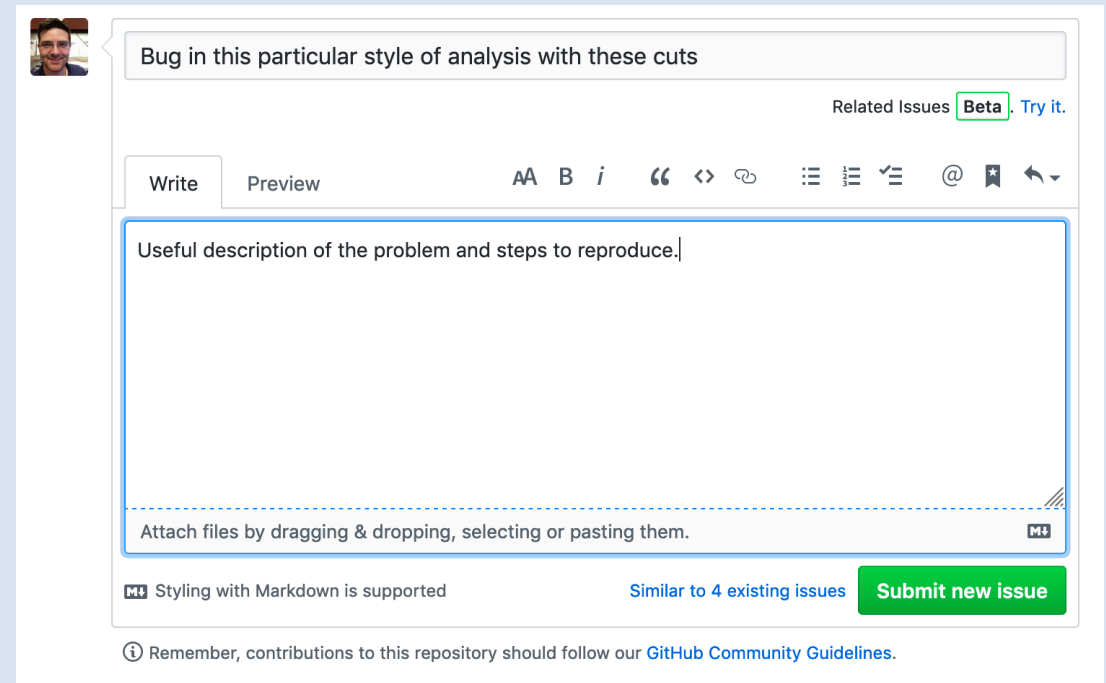 Bug in this particular style of analysis with these cuts
Related Issues Beta. Try it.
Write Preview AA B i @
Useful description of the problem and steps to reproduce.
Attach files by dragging & dropping, selecting or pasting them.
Styling with Markdown is supported Similar to 4 existing issues Submit new issue
Remember, contributions to this repository should follow our GitHub Community Guidelines.